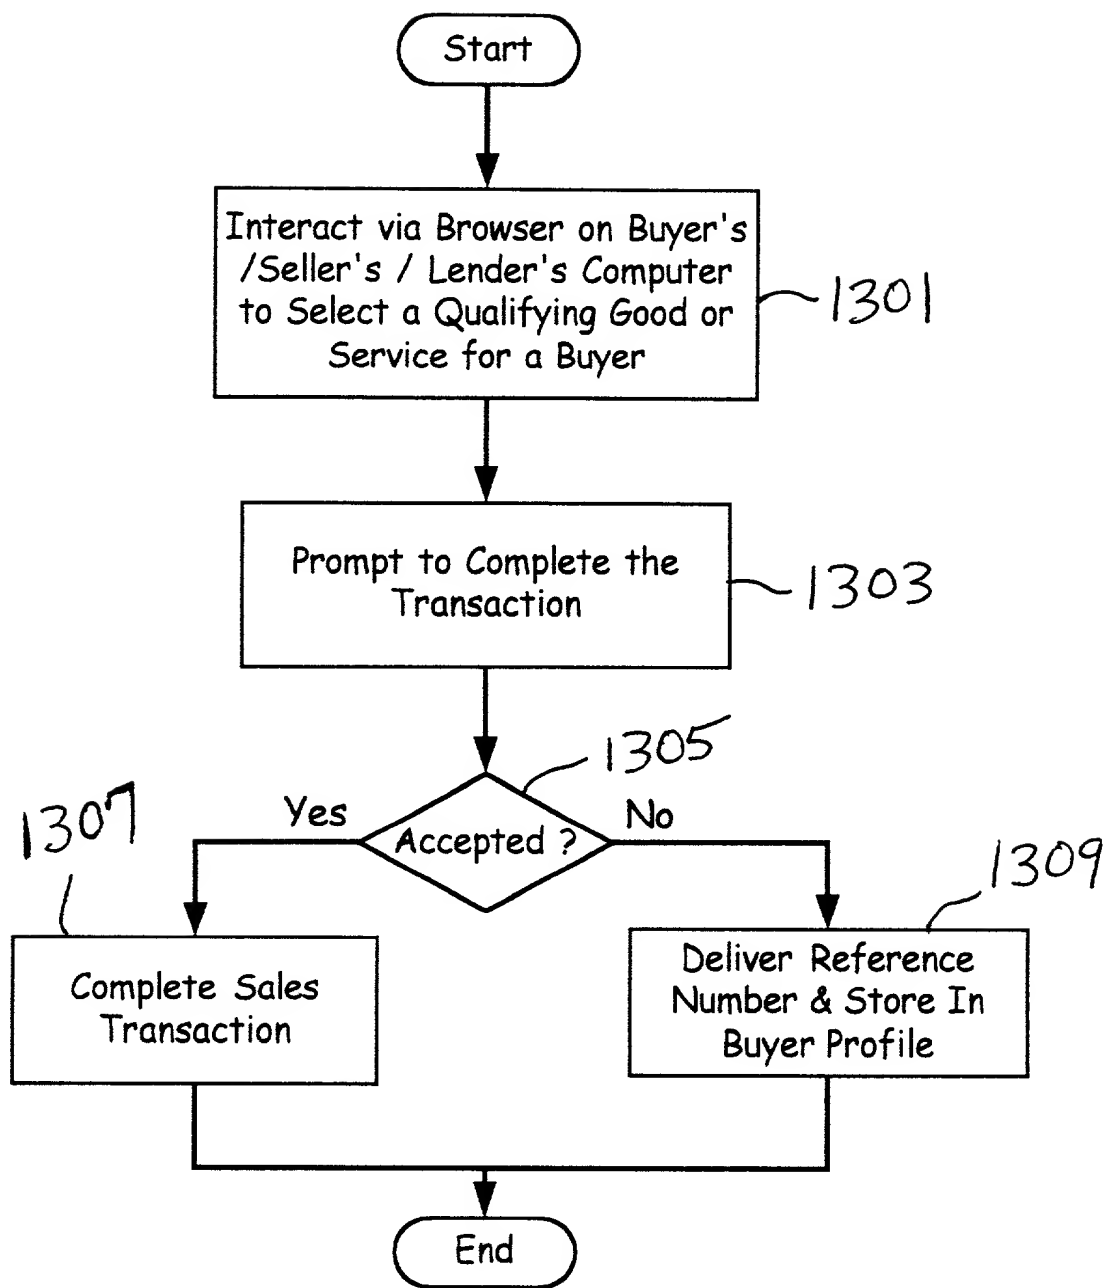 Start
Interact via Browser on Buyer's
/Seller's / Lender's Computer
to Select a Qualifying Good or
Service for a Buyer
1301
Prompt to Complete the
Transaction
1303
1305
Yes
Accepted ?
No
1307
Complete Sales
Transaction
1309
Deliver Reference
Number & Store In
Buyer Profile
End